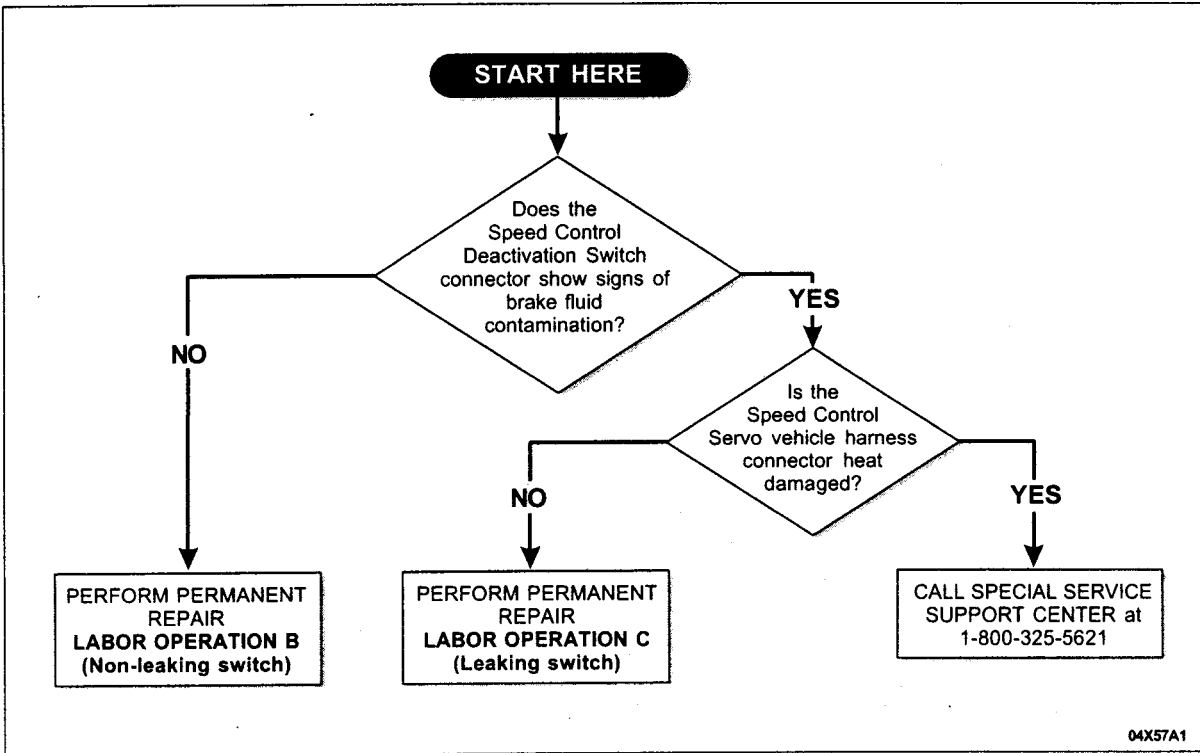 START HERE
Does the
Speed Control
Deactivation Switch
connector show signs of
brake fluid
contamination?
NO
YES
Is the
Speed Control
Servo vehicle harness
connector heat
damaged?
NO
YES
PERFORM PERMANENT
REPAIR
LABOR OPERATION B
(Non-leaking switch)
PERFORM PERMANENT
REPAIR
LABOR OPERATION C
(Leaking switch)
CALL SPECIAL SERVICE
SUPPORT CENTER at
1-800-325-5621
04X57A1